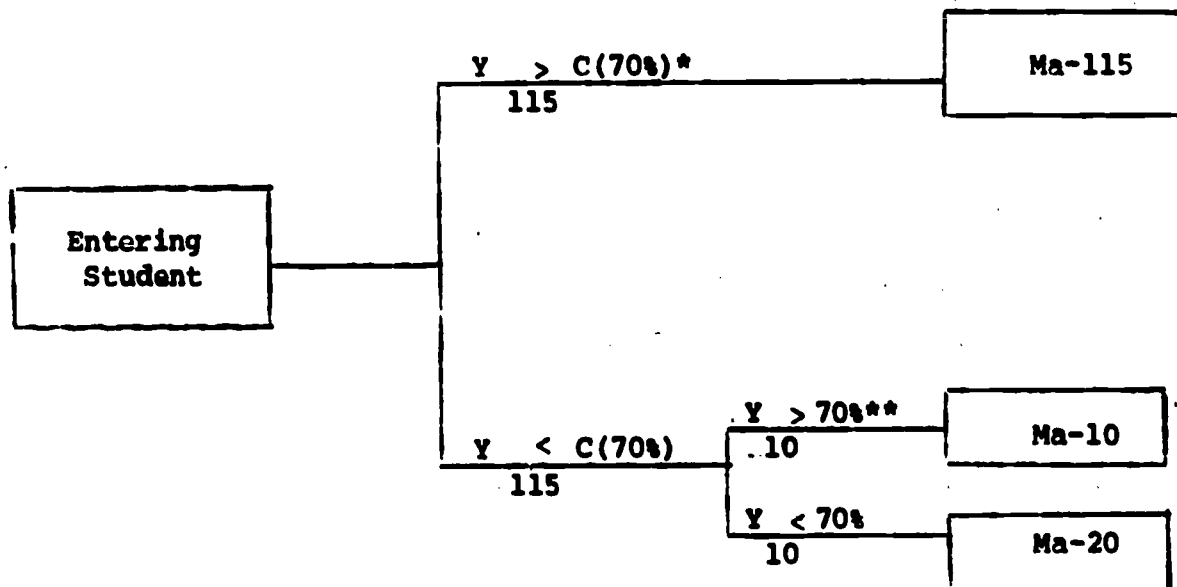 Y > C(70%)*
115
Ma-115
Entering
Student
Y < C(70%)
115
Y > 70%**
10
Ma-10
Y < 70%
10
Ma-20